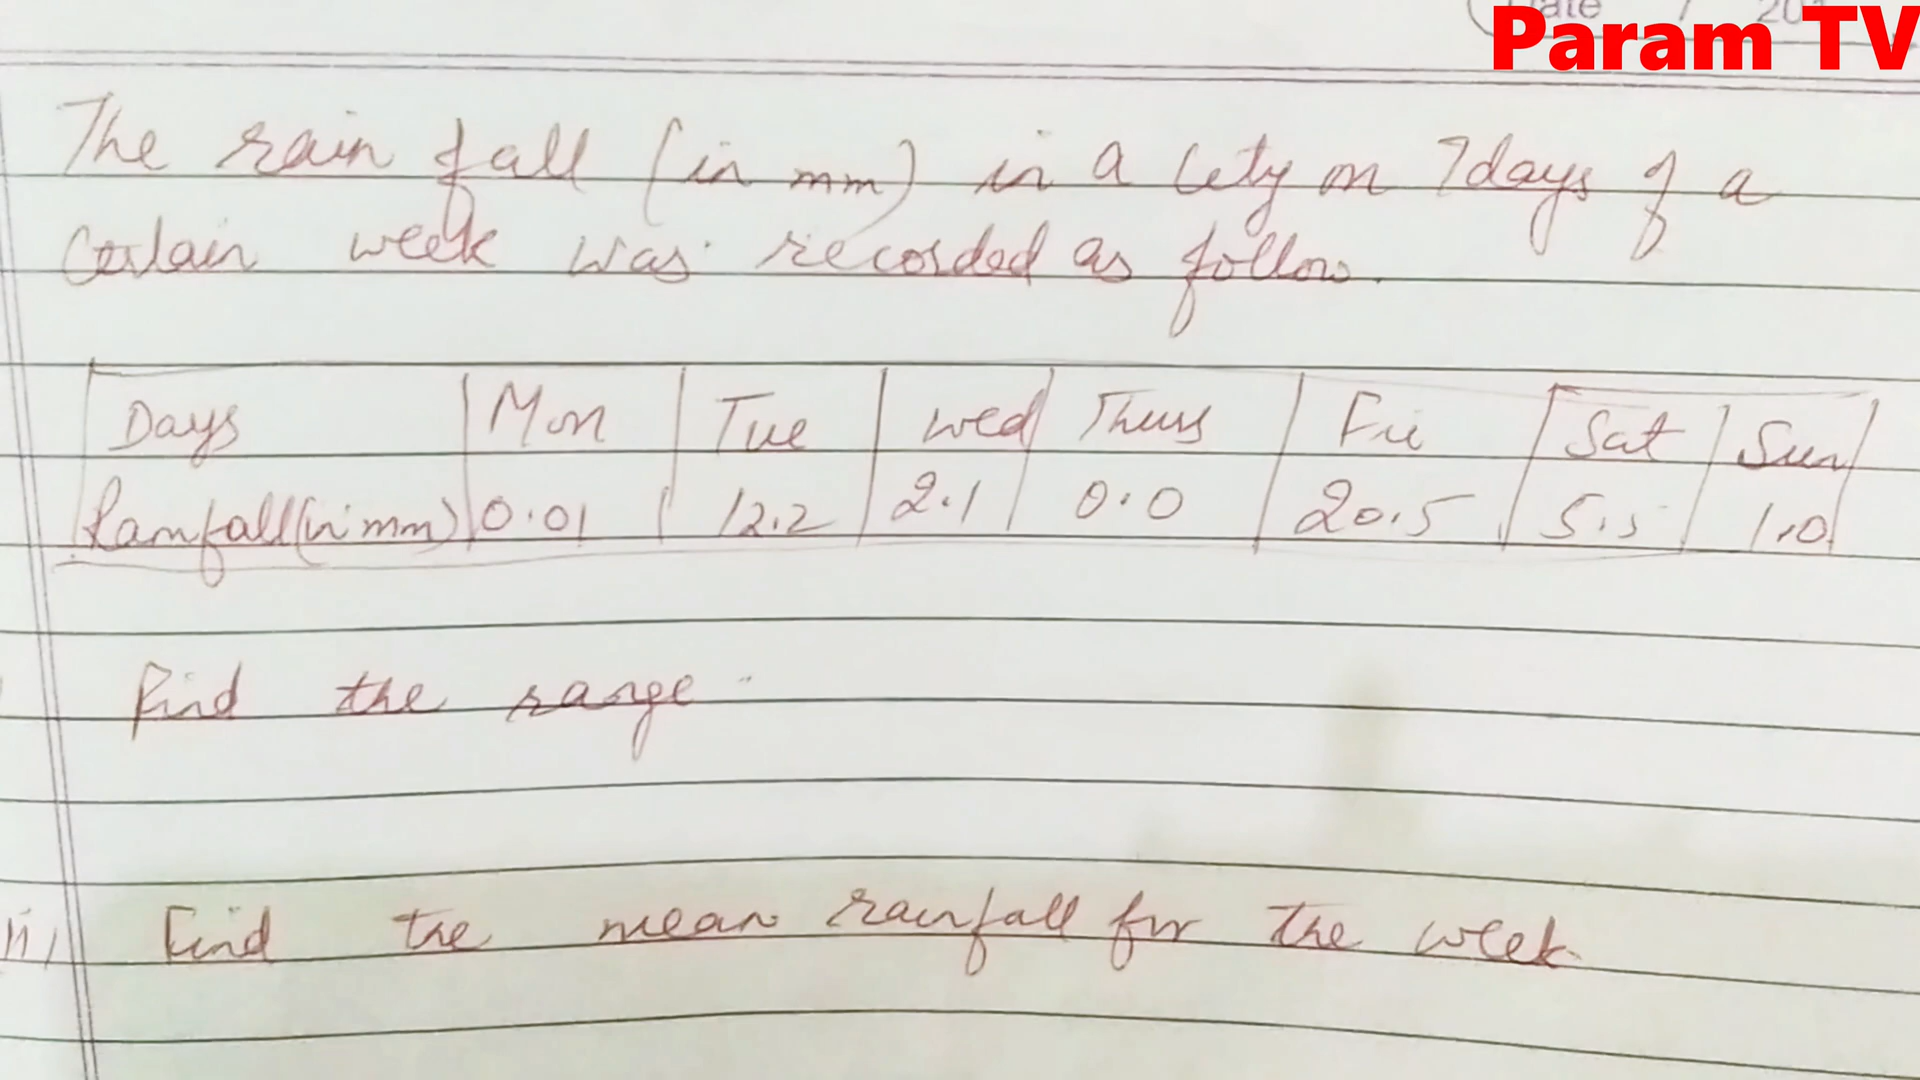 Date / 20
Param TV
The rain fall (in mm) in a City on 7days of a
Certain week was recorded as follow.
Days Mon Tue Wed Thurs Fri Sat Sun
Rainfall(in mm) 0.01 12.2 2.1 0.0 20.5 5.5 1.0
Find the range
ii) Find the mean rainfall for the week.